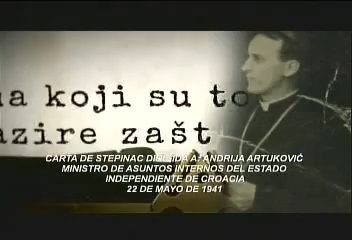 na koji su to
azire zašt
CARTA DE STEPINAC DIRIGIDA A: ANDRIJA ARTUKOVIĆ
MINISTRO DE ASUNTOS INTERNOS DEL ESTADO
INDEPENDIENTE DE CROACIA
22 DE MAYO DE 1941